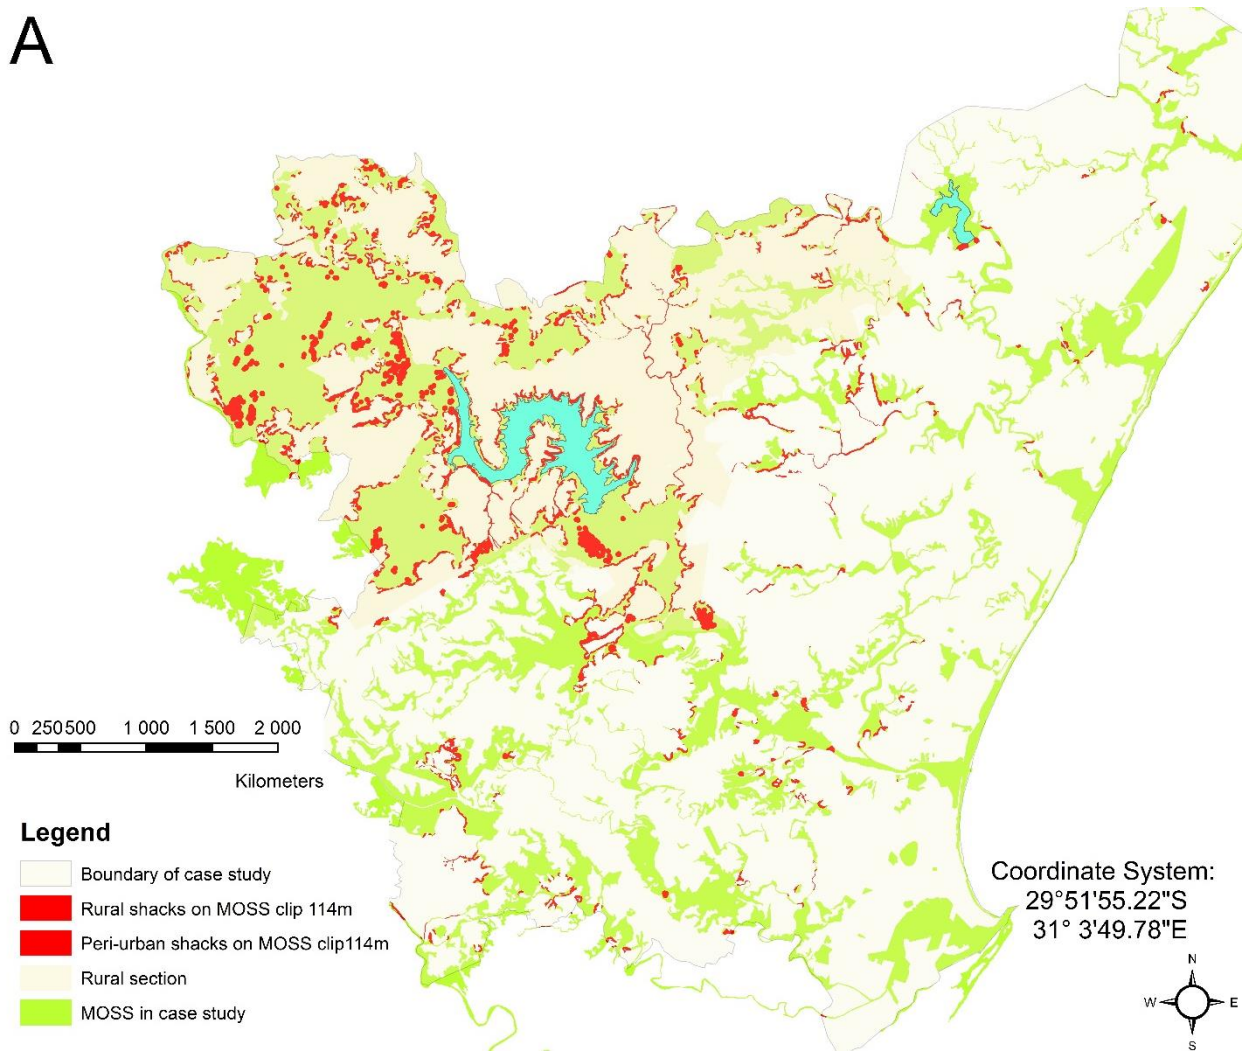 A
0 250500 1 000 1 500 2 000
Kilometers
Legend
Boundary of case study
Rural shacks on MOSS clip 114m
Peri-urban shacks on MOSS clip114m
Rural section
MOSS in case study
Coordinate System:
29°51'55.22"S
31° 3'49.78"E
N
W E
S